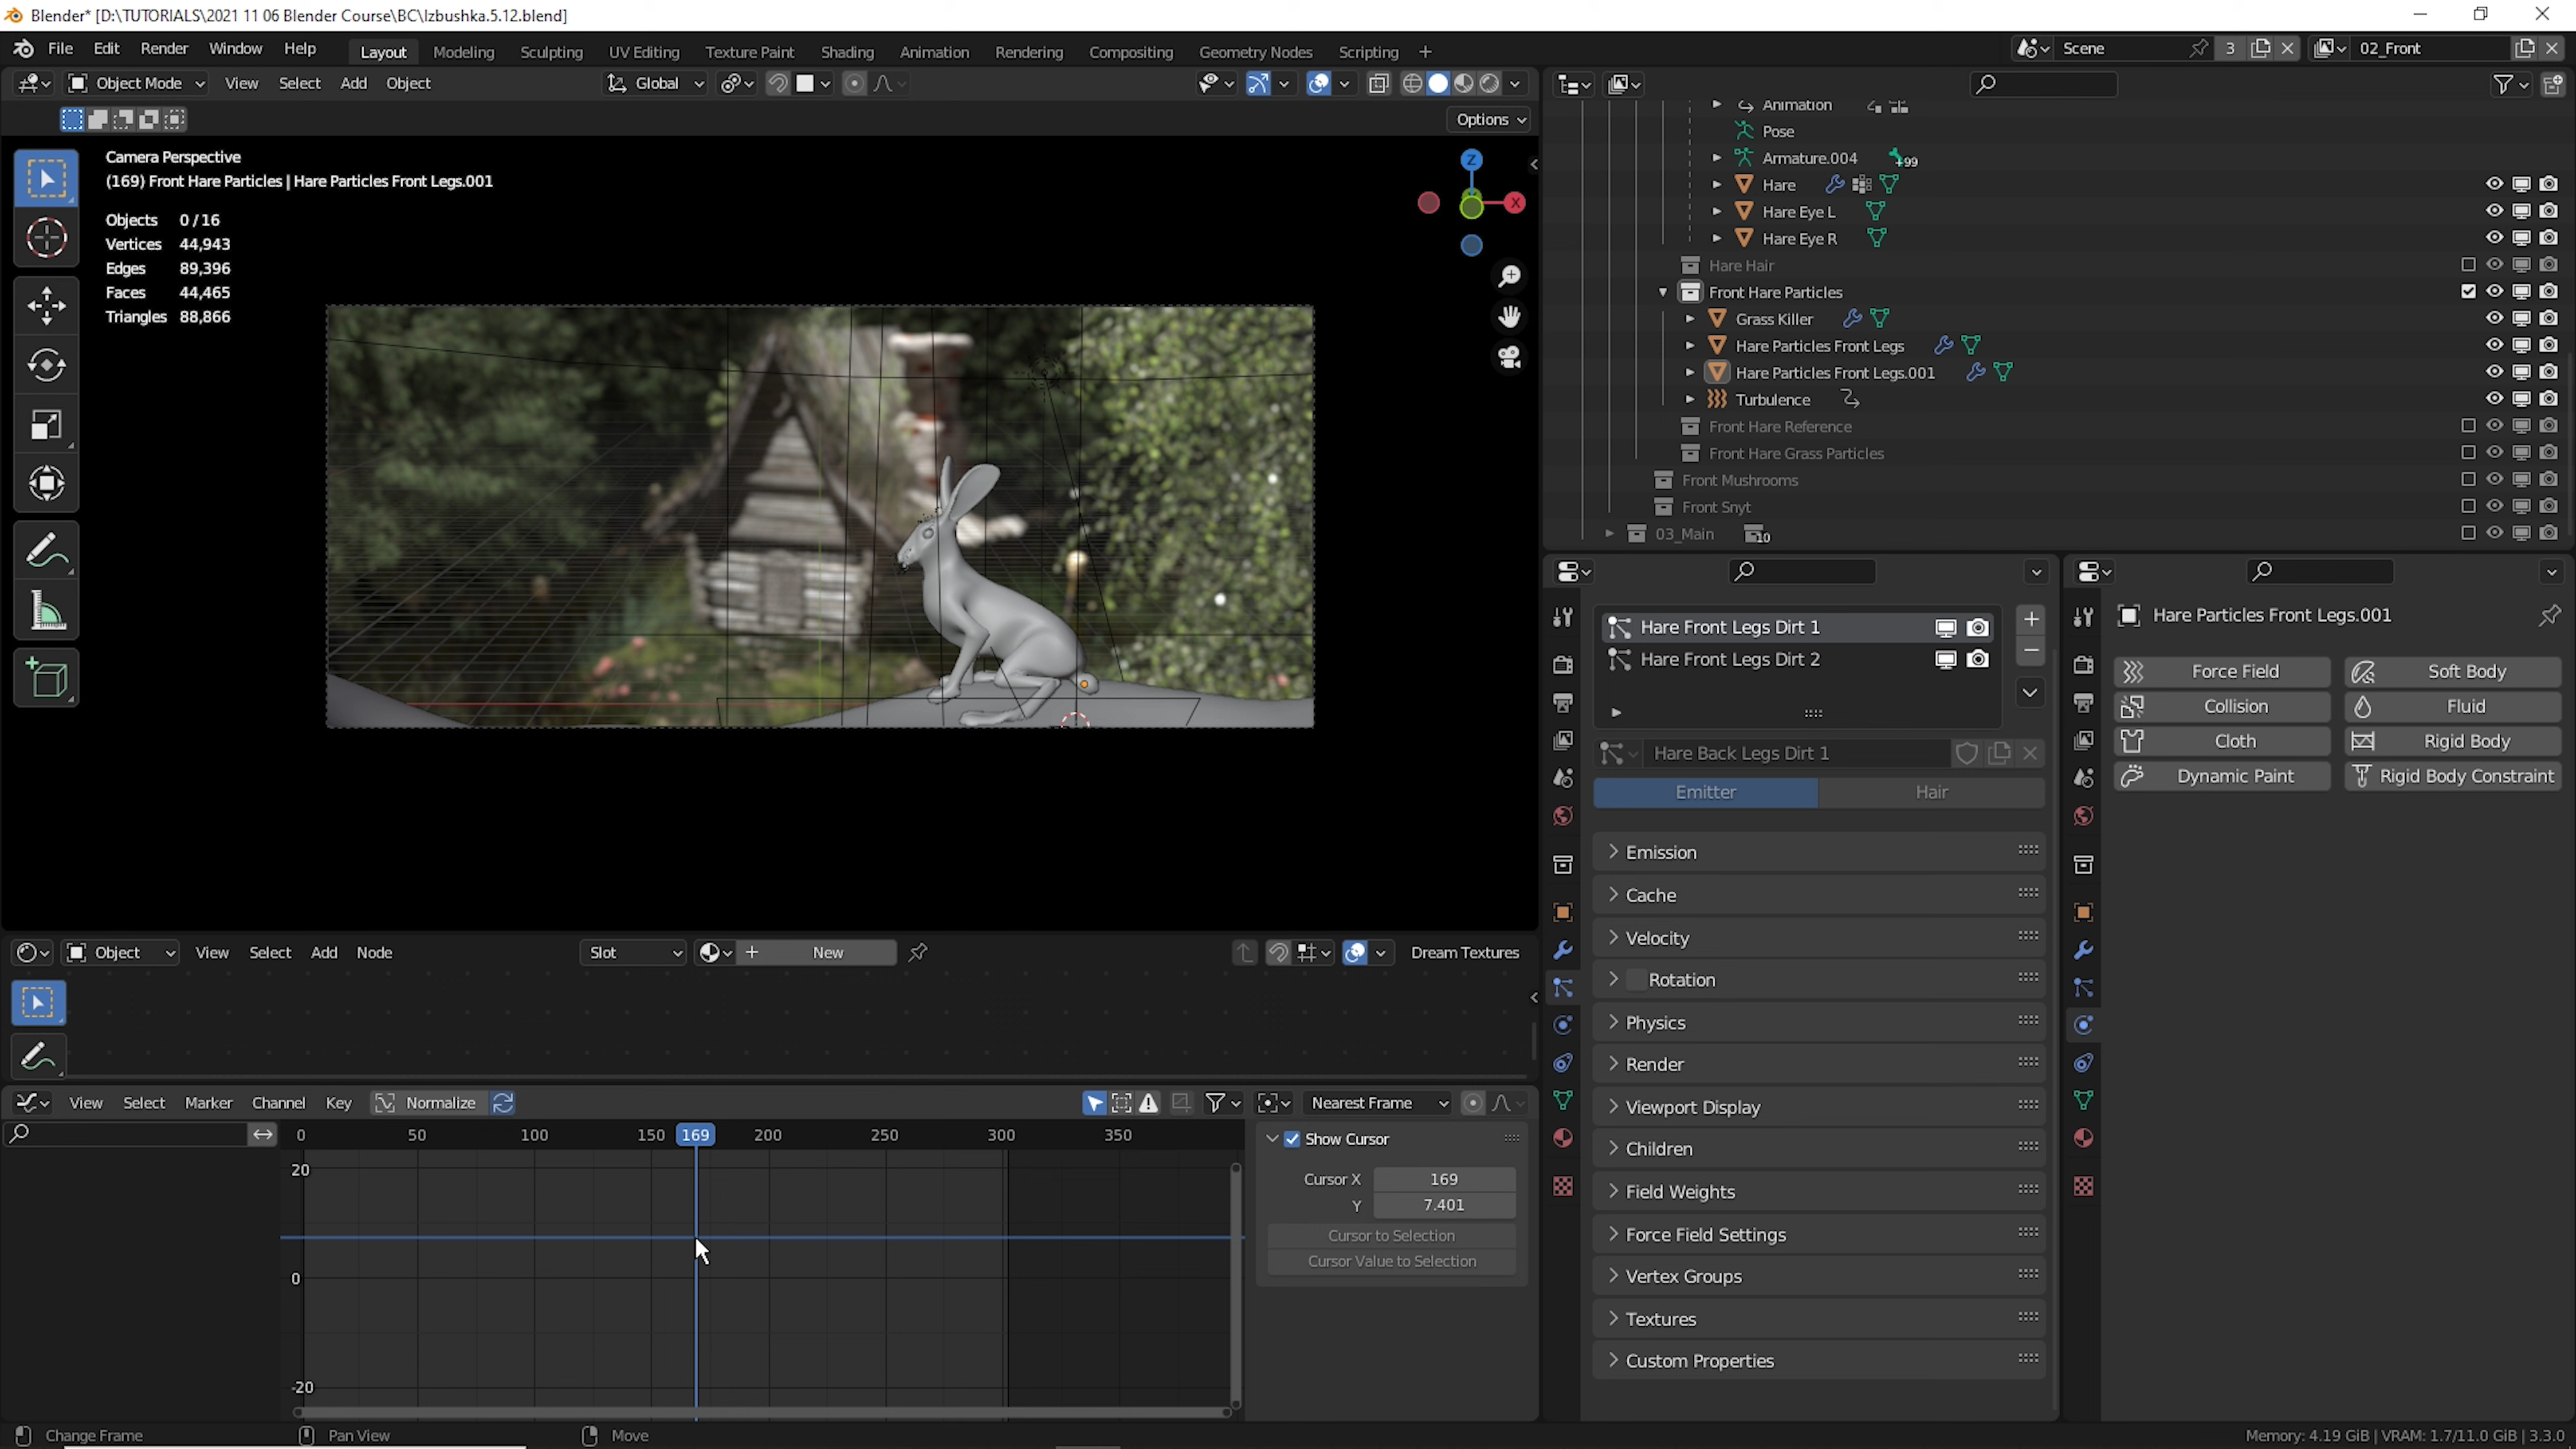 Blender* [D:\TUTORIALS\2021 11 06 Blender Course\BC\Izbushka.5.12.blend]
File Edit Render Window Help Layout Modeling Sculpting UV Editing Texture Paint Shading Animation Rendering Compositing Geometry Nodes Scripting + Scene 3 02_Front
Object Mode View Select Add Object Global
Options
Camera Perspective
(169) Front Hare Particles | Hare Particles Front Legs.001
Objects 0/16
Vertices 44,943
Edges 89,396
Faces 44,465
Triangles 88,866
Z
X
Animation
Pose
Armature.004 +99
Hare
Hare Eye L
Hare Eye R
Hare Hair
Front Hare Particles
Grass Killer
Hare Particles Front Legs
Hare Particles Front Legs.001
Turbulence
Front Hare Reference
Front Hare Grass Particles
Front Mushrooms
Front Snyt
03_Main 10
Hare Front Legs Dirt 1
Hare Front Legs Dirt 2
Hare Back Legs Dirt 1
Emitter Hair
Emission
Cache
Velocity
Rotation
Physics
Render
Viewport Display
Children
Field Weights
Force Field Settings
Vertex Groups
Textures
Custom Properties
Hare Particles Front Legs.001
Force Field Soft Body
Collision Fluid
Cloth Rigid Body
Dynamic Paint Rigid Body Constraint
Object View Select Add Node Slot New Dream Textures
View Select Marker Channel Key Normalize Nearest Frame
0 50 100 150 169 200 250 300 350
20
0
-20
Show Cursor
Cursor X 169
Y 7.401
Cursor to Selection
Cursor Value to Selection
Change Frame Pan View Move Memory: 4.19 GiB | VRAM: 1.7/11.0 GiB | 3.3.0